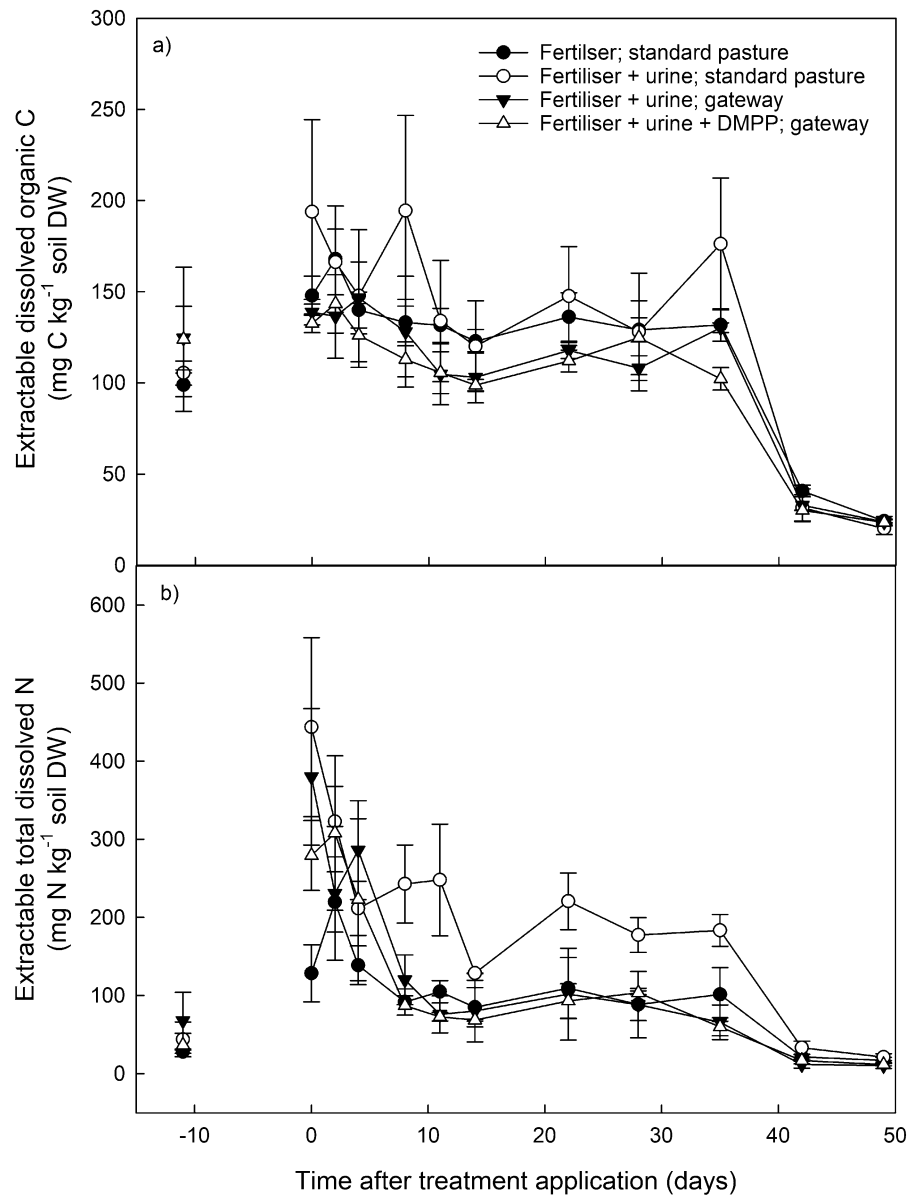 300
a)
Fertilser; standard pasture
Fertiliser + urine; standard pasture
Fertiliser + urine; gateway
Fertiliser + urine + DMPP; gateway
250
200
150
100
50
0
Extractable dissolved organic C
(mg C kg⁻¹ soil DW)
b)
600
500
400
300
200
100
0
Extractable total dissolved N
(mg N kg⁻¹ soil DW)
-10 0 10 20 30 40 50
Time after treatment application (days)